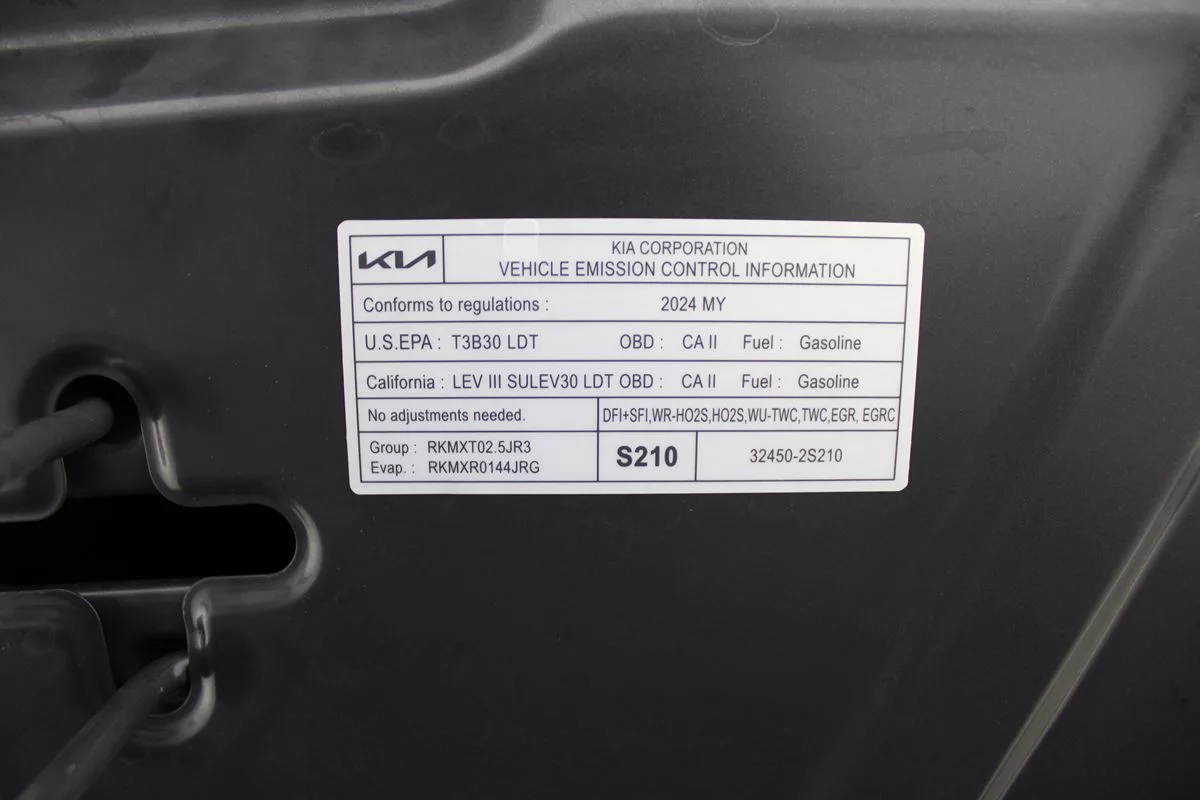 KIA
KIA CORPORATION
VEHICLE EMISSION CONTROL INFORMATION
Conforms to regulations : 2024 MY
U.S.EPA : T3B30 LDT OBD : CA II Fuel : Gasoline
California : LEV III SULEV30 LDT OBD : CA II Fuel : Gasoline
No adjustments needed. DFI+SFI,WR-HO2S,HO2S,WU-TWC,TWC,EGR, EGRC
Group : RKMXT02.5JR3
Evap. : RKMXR0144JRG
S210 32450-2S210